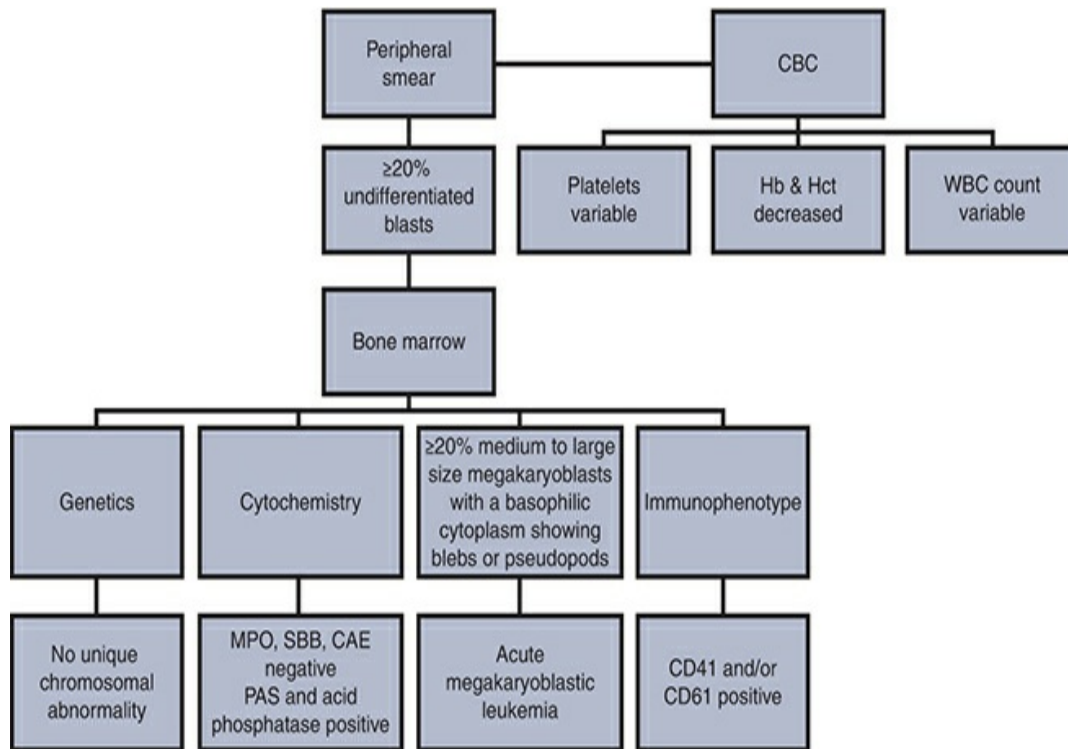 Peripheral
smear
CBC
≥20%
undifferentiated
blasts
Platelets
variable
Hb & Hct
decreased
WBC count
variable
Bone marrow
Genetics
Cytochemistry
≥20% medium to large
size megakaryoblasts
with a basophilic
cytoplasm showing
blebs or pseudopods
Immunophenotype
No unique
chromosomal
abnormality
MPO, SBB, CAE
negative
PAS and acid
phosphatase positive
Acute
megakaryoblastic
leukemia
CD41 and/or
CD61 positive